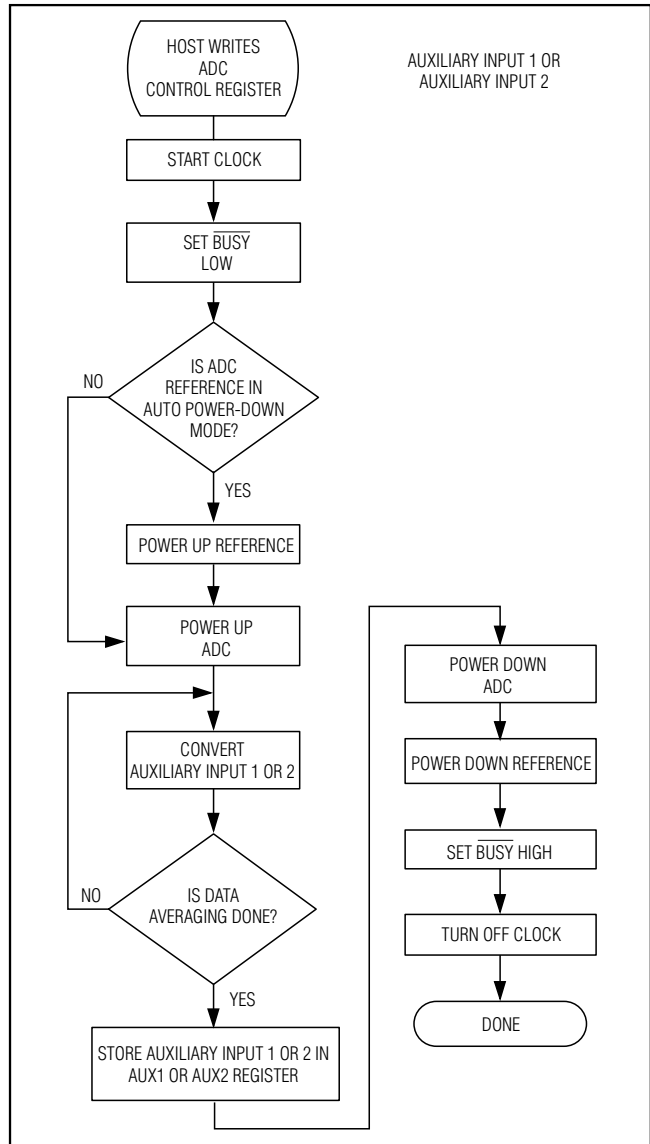 HOST WRITES
ADC
CONTROL REGISTER
AUXILIARY INPUT 1 OR
AUXILIARY INPUT 2
START CLOCK
SET B̅U̅S̅Y̅
LOW
IS ADC
REFERENCE IN
AUTO POWER-DOWN
MODE?
NO
YES
POWER UP REFERENCE
POWER UP
ADC
CONVERT
AUXILIARY INPUT 1 OR 2
IS DATA
AVERAGING DONE?
NO
YES
STORE AUXILIARY INPUT 1 OR 2 IN
AUX1 OR AUX2 REGISTER
POWER DOWN
ADC
POWER DOWN REFERENCE
SET B̅U̅S̅Y̅ HIGH
TURN OFF CLOCK
DONE